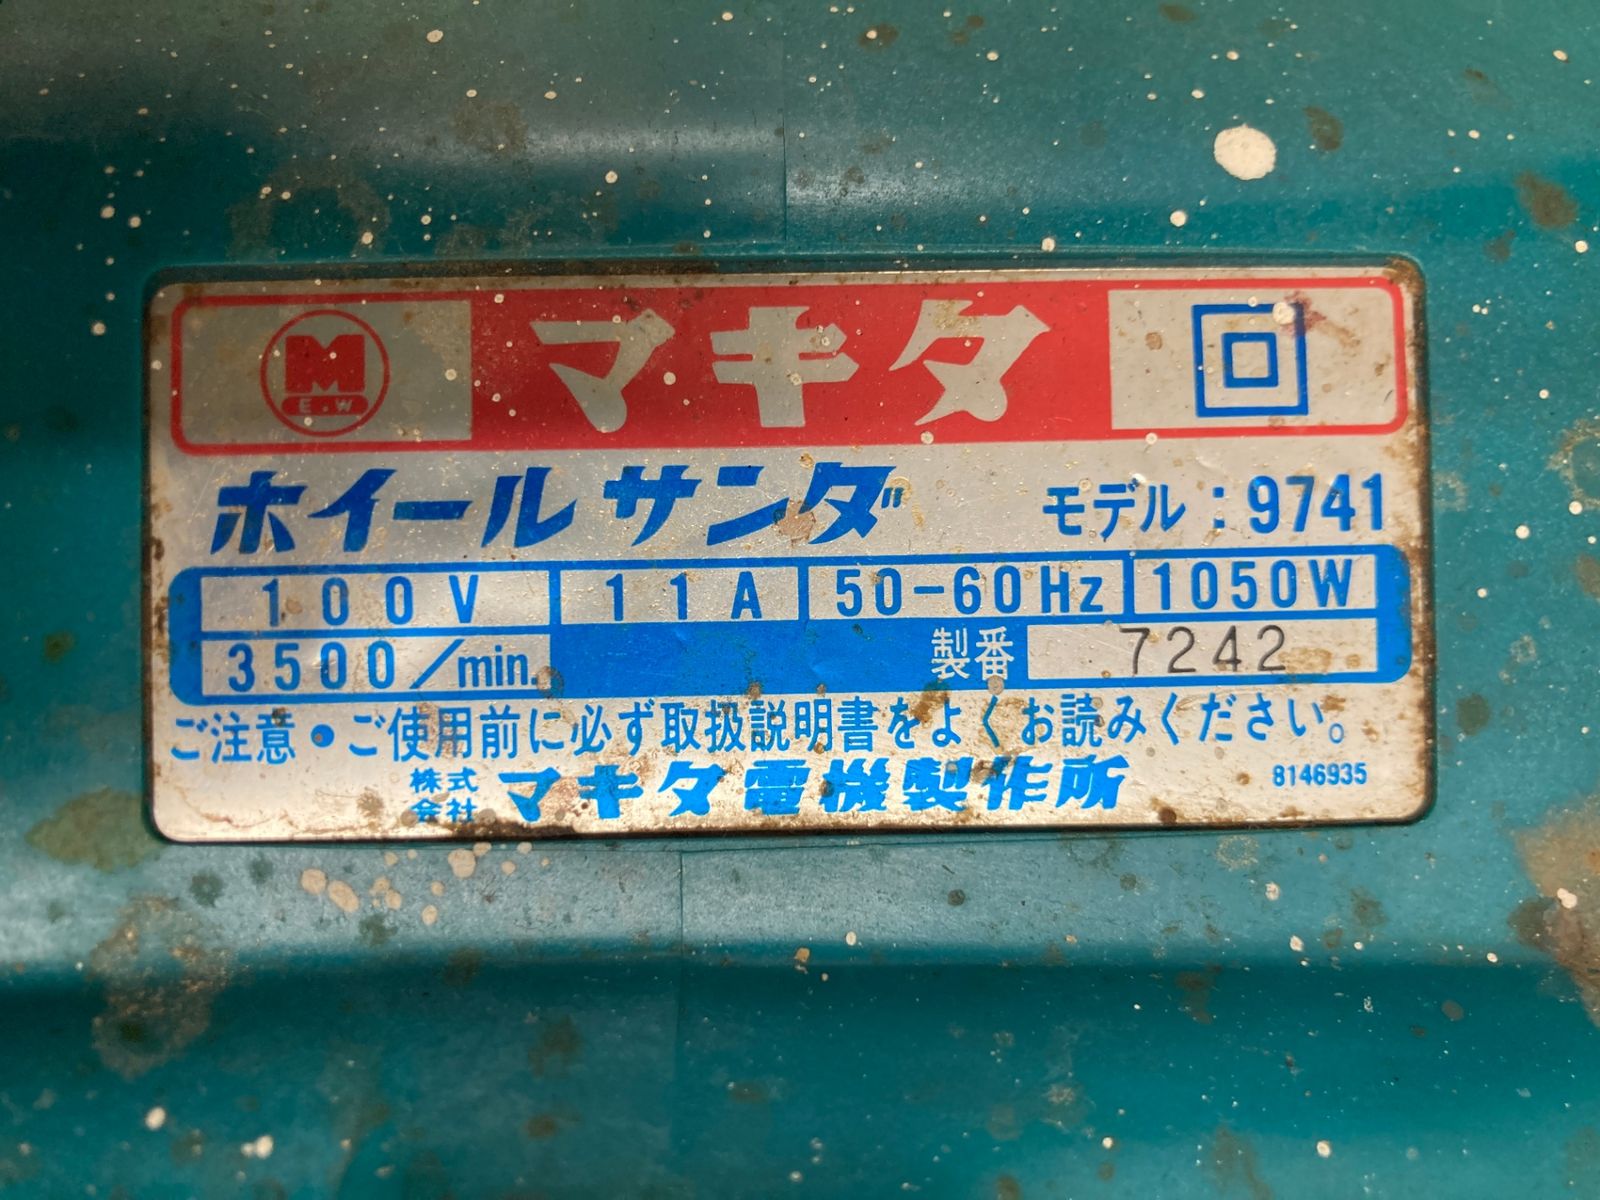 M
E・W
マキタ
ホイールサンダ モデル：9741
100V 11A 50-60Hz 1050W
3500/min. 製番 7242
ご注意・ご使用前に必ず取扱説明書をよくお読みください。
株式会社 マキタ電機製作所 8146935